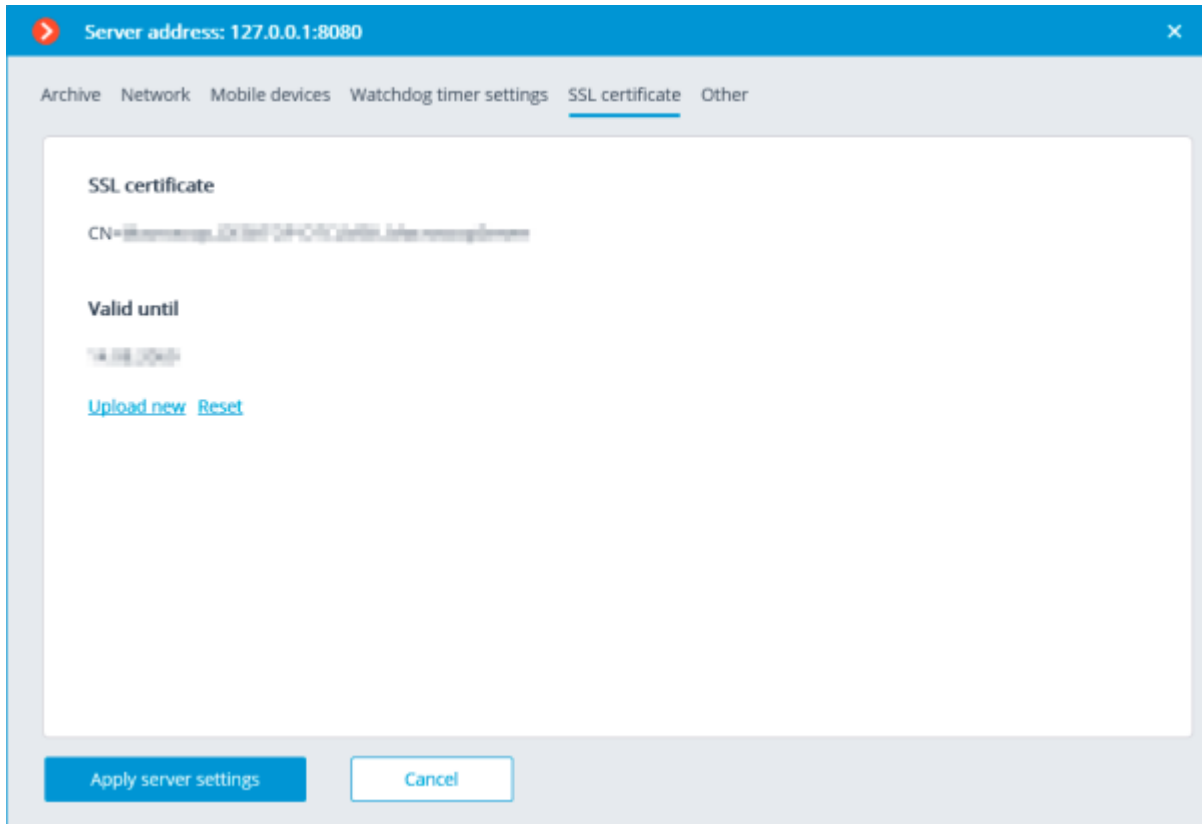 Server address: 127.0.0.1:8080
Archive Network Mobile devices Watchdog timer settings SSL certificate Other
SSL certificate
CN=
Valid until
Upload new Reset
Apply server settings Cancel